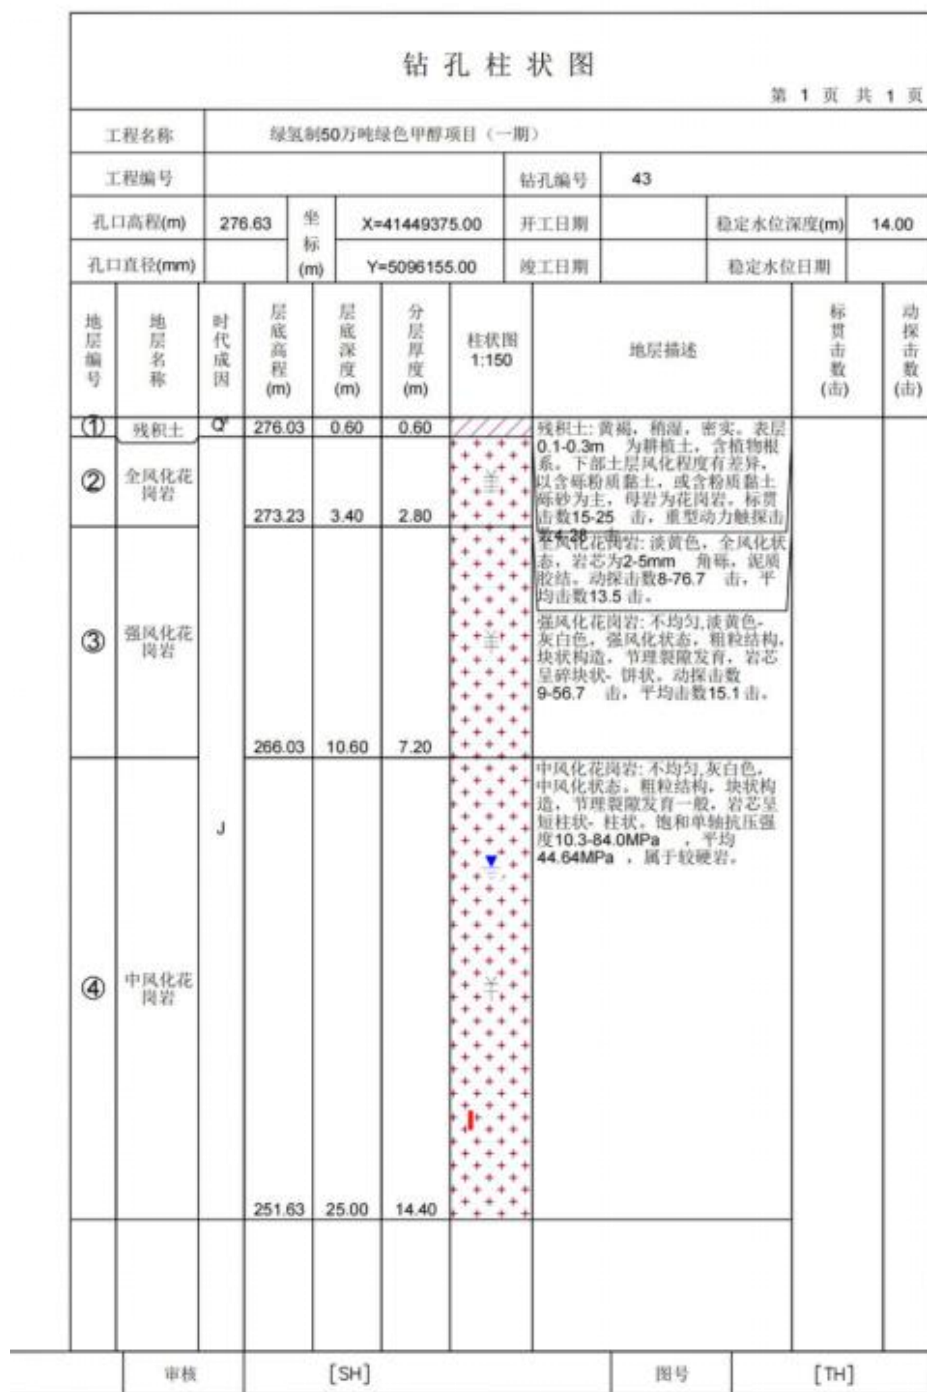 钻孔柱状图
第 1 页 共 1 页
工程名称 绿氢制50万吨绿色甲醇项目（一期）
工程编号 钻孔编号 43
孔口高程(m) 276.63 坐标(m) X=41449375.00 开工日期 稳定水位深度(m) 14.00
孔口直径(mm) Y=5096155.00 竣工日期 稳定水位日期
地层编号 地层名称 时代成因 层底高程(m) 层底深度(m) 分层厚度(m) 柱状图 1:150 地层描述 标贯击数(击) 动探击数(击)
① 残积土 276.03 0.60 0.60
残积土: 黄褐，稍湿，密实。表层
0.1-0.3m 为耕植土，含植物根
系。下部土层风化程度有差异，
以含砾粉质黏土，或含粉质黏土
砾砂为主，母岩为花岗岩。标贯
击数15-25 击，重型动力触探击
数4-28 击
② 全风化花
岗岩
273.23 3.40 2.80
全风化花岗岩: 淡黄色，全风化状
态，岩芯为2-5mm 角砾，泥质
胶结。动探击数8-76.7 击，平
均击数13.5 击。
③ 强风化花
岗岩
266.03 10.60 7.20
强风化花岗岩: 不均匀,淡黄色-
灰白色，强风化状态，粗粒结构，
块状构造，节理裂隙发育，岩芯
呈碎块状- 饼状。动探击数
9-56.7 击，平均击数15.1 击。
④ 中风化花
岗岩
J
251.63 25.00 14.40
中风化花岗岩: 不均匀,灰白色，
中风化状态。粗粒结构，块状构
造，节理裂隙发育一般，岩芯呈
短柱状- 柱状。饱和单轴抗压强
度10.3-84.0MPa ，平均
44.64MPa ，属于较硬岩。
审核 [SH] 图号 [TH]